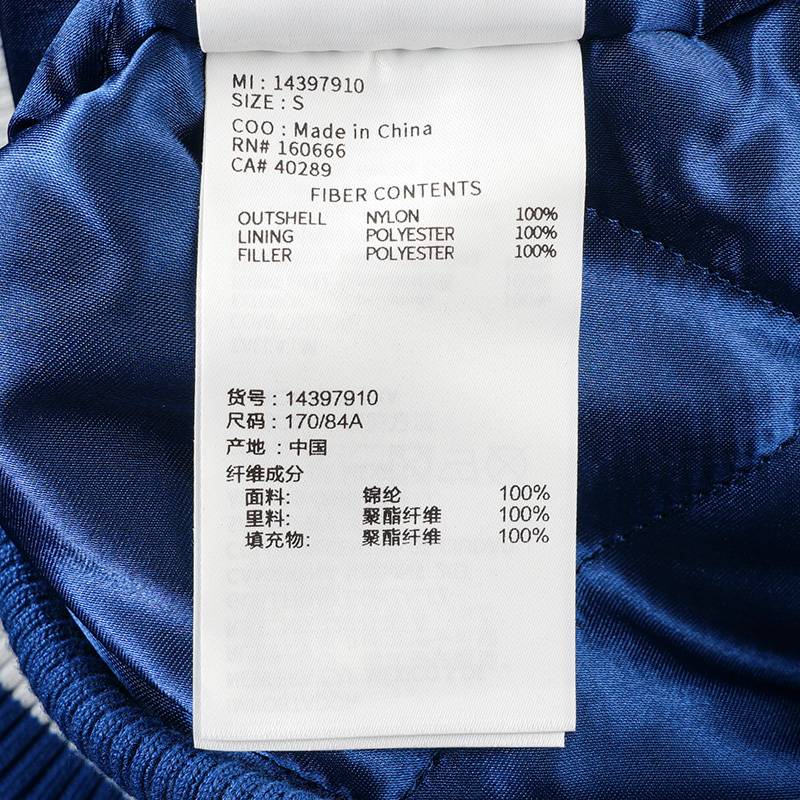 MI : 14397910
SIZE : S
COO : Made in China
RN# 160666
CA# 40289
FIBER CONTENTS
OUTSHELL NYLON 100%
LINING POLYESTER 100%
FILLER POLYESTER 100%
货号 : 14397910
尺码 : 170/84A
产地 : 中国
纤维成分
面料: 锦纶 100%
里料: 聚酯纤维 100%
填充物: 聚酯纤维 100%